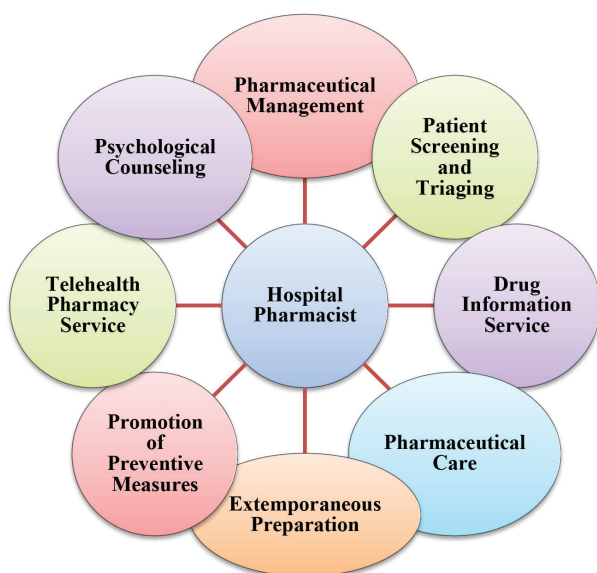 Pharmaceutical
Management
Patient
Screening
and
Triaging
Drug
Information
Service
Pharmaceutical
Care
Extemporaneous
Preparation
Promotion
of
Preventive
Measures
Telehealth
Pharmacy
Service
Psychological
Counseling
Hospital
Pharmacist